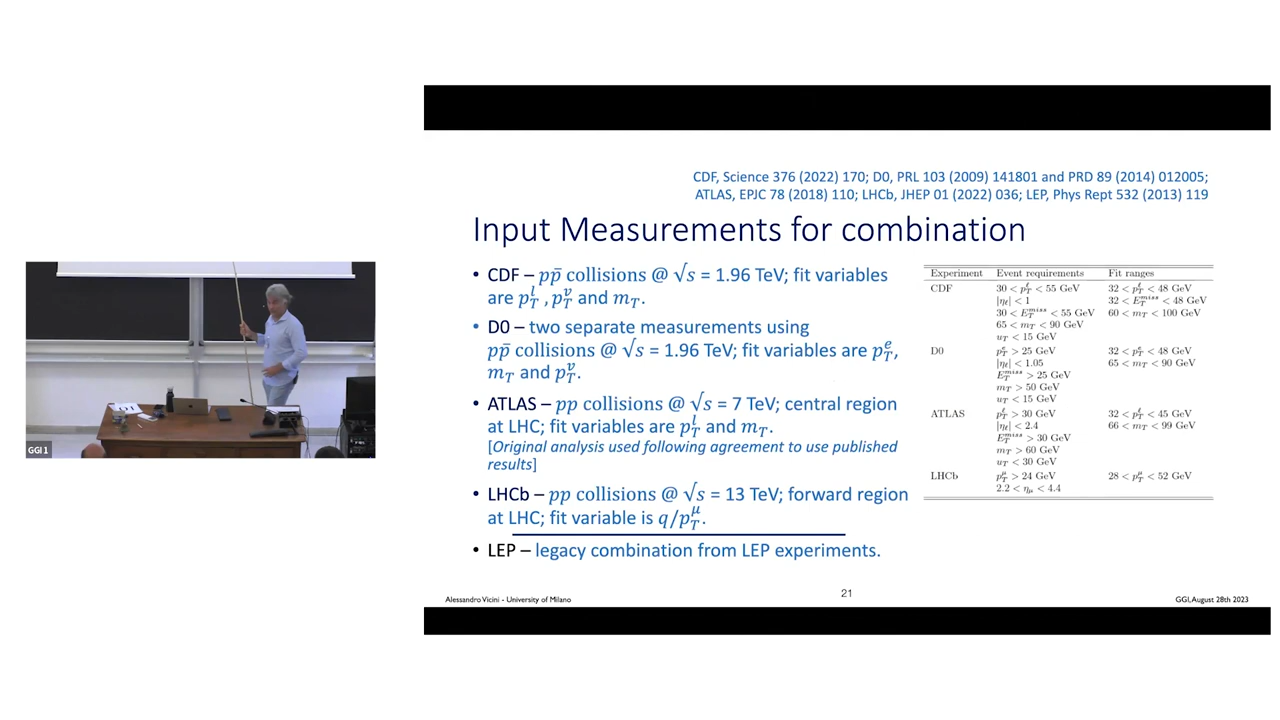 CDF, Science 376 (2022) 170; D0, PRL 103 (2009) 141801 and PRD 89 (2014) 012005;
ATLAS, EPJC 78 (2018) 110; LHCb, JHEP 01 (2022) 036; LEP, Phys Rept 532 (2013) 119
Input Measurements for combination
• CDF – pp̄ collisions @ √s = 1.96 TeV; fit variables
are p_T^l , p_T^ν and m_T.
• D0 – two separate measurements using
pp̄ collisions @ √s = 1.96 TeV; fit variables are p_T^e,
m_T and p_T^ν.
• ATLAS – pp collisions @ √s = 7 TeV; central region
at LHC; fit variables are p_T^l and m_T.
[Original analysis used following agreement to use published
results]
• LHCb – pp collisions @ √s = 13 TeV; forward region
at LHC; fit variable is q/p_T^μ.
• LEP – legacy combination from LEP experiments.
Experiment Event requirements Fit ranges
CDF 30 < p_T^ℓ < 55 GeV 32 < p_T^ℓ < 48 GeV
|η_ℓ| < 1 32 < E_T^miss < 48 GeV
30 < E_T^miss < 55 GeV 60 < m_T < 100 GeV
65 < m_T < 90 GeV
u_T < 15 GeV
D0 p_T^e > 25 GeV 32 < p_T^e < 48 GeV
|η_ℓ| < 1.05 65 < m_T < 90 GeV
E_T^miss > 25 GeV
m_T > 50 GeV
u_T < 15 GeV
ATLAS p_T^ℓ > 30 GeV 32 < p_T^ℓ < 45 GeV
|η_ℓ| < 2.4 66 < m_T < 99 GeV
E_T^miss > 30 GeV
m_T > 60 GeV
u_T < 30 GeV
LHCb p_T^μ > 24 GeV 28 < p_T^μ < 52 GeV
2.2 < η_μ < 4.4
GGI 1
Alessandro Vicini - University of Milano
21
GGI, August 28th 2023